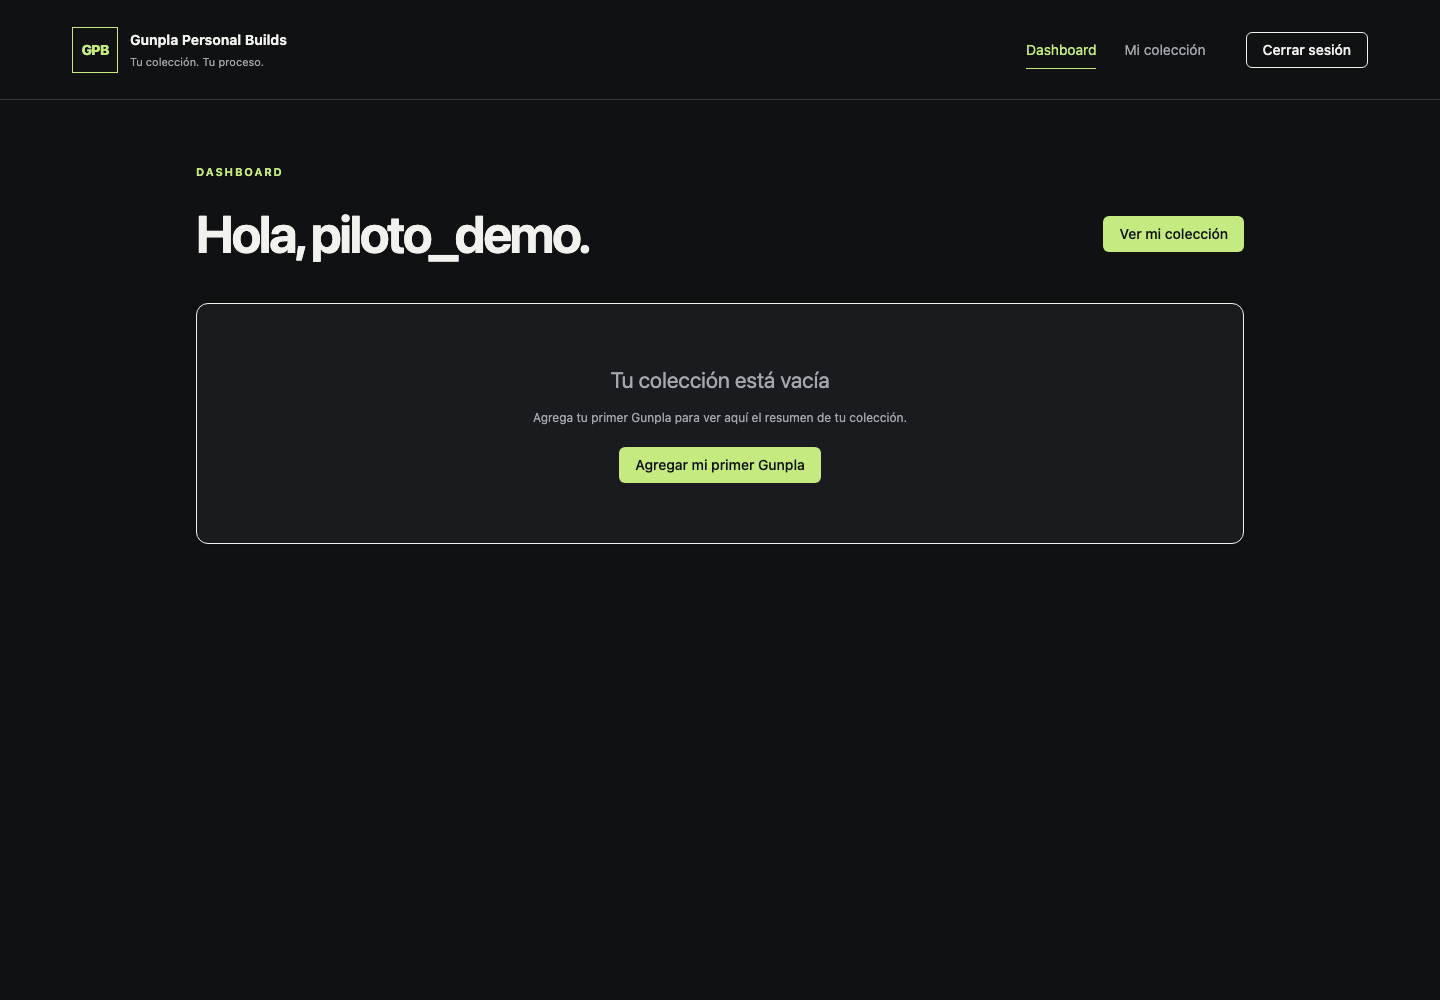 GPB
Gunpla Personal Builds
Tu colección. Tu proceso.
Dashboard
Mi colección
Cerrar sesión
DASHBOARD
Hola, piloto_demo.
Ver mi colección
Tu colección está vacía
Agrega tu primer Gunpla para ver aquí el resumen de tu colección.
Agregar mi primer Gunpla